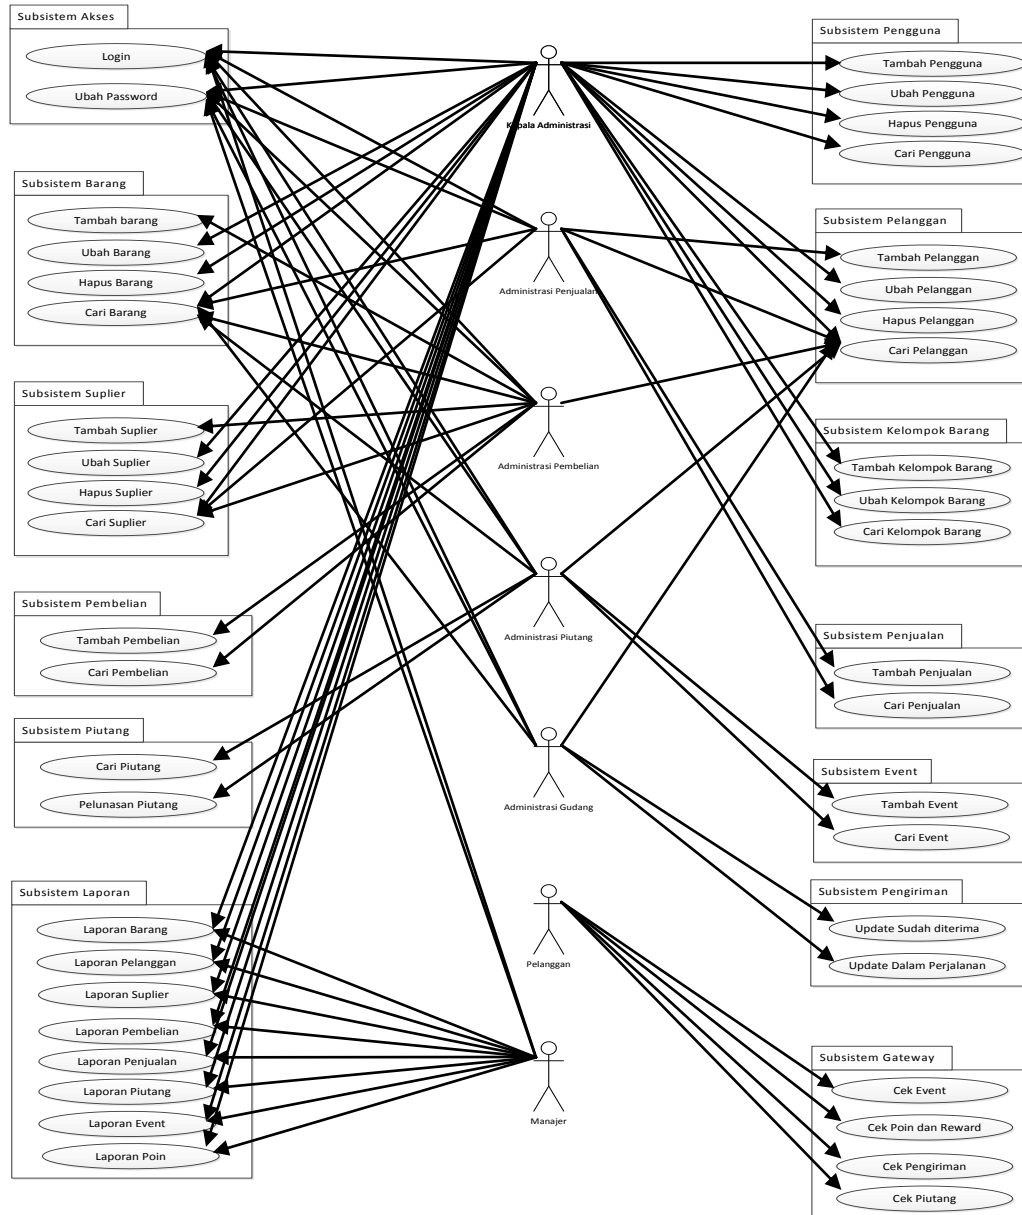 Subsistem Akses
Login
Ubah Password
Subsistem Barang
Tambah barang
Ubah Barang
Hapus Barang
Cari Barang
Subsistem Suplier
Tambah Suplier
Ubah Suplier
Hapus Suplier
Cari Suplier
Subsistem Pembelian
Tambah Pembelian
Cari Pembelian
Subsistem Piutang
Cari Piutang
Pelunasan Piutang
Subsistem Laporan
Laporan Barang
Laporan Pelanggan
Laporan Suplier
Laporan Pembelian
Laporan Penjualan
Laporan Piutang
Laporan Event
Laporan Poin
Kepala Administrasi
Administrasi Penjualan
Administrasi Pembelian
Administrasi Piutang
Administrasi Gudang
Pelanggan
Manajer
Subsistem Pengguna
Tambah Pengguna
Ubah Pengguna
Hapus Pengguna
Cari Pengguna
Subsistem Pelanggan
Tambah Pelanggan
Ubah Pelanggan
Hapus Pelanggan
Cari Pelanggan
Subsistem Kelompok Barang
Tambah Kelompok Barang
Ubah Kelompok Barang
Cari Kelompok Barang
Subsistem Penjualan
Tambah Penjualan
Cari Penjualan
Subsistem Event
Tambah Event
Cari Event
Subsistem Pengiriman
Update Sudah diterima
Update Dalam Perjalanan
Subsistem Gateway
Cek Event
Cek Poin dan Reward
Cek Pengiriman
Cek Piutang